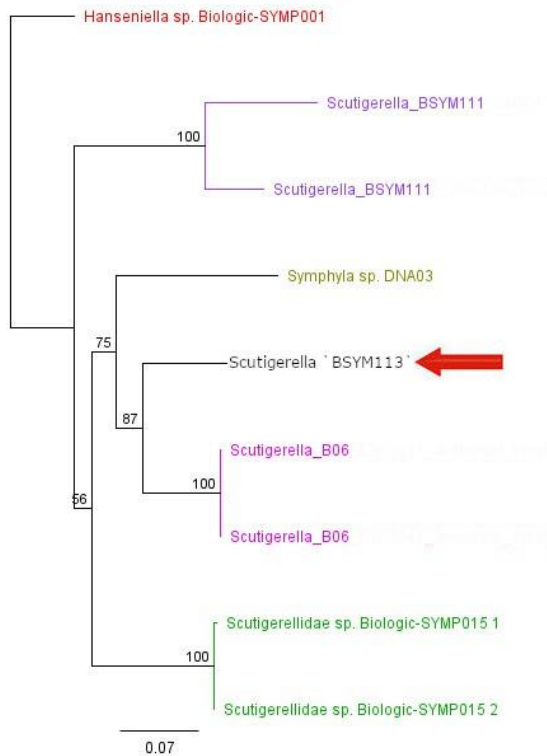 Hanseniella sp. Biologic-SYMP001
Scutigerella_BSYM111
100
Scutigerella_BSYM111
Symphyla sp. DNA03
75
Scutigerella `BSYM113`
87
Scutigerella_B06
100
56
Scutigerella_B06
Scutigerellidae sp. Biologic-SYMP015 1
100
Scutigerellidae sp. Biologic-SYMP015 2
0.07